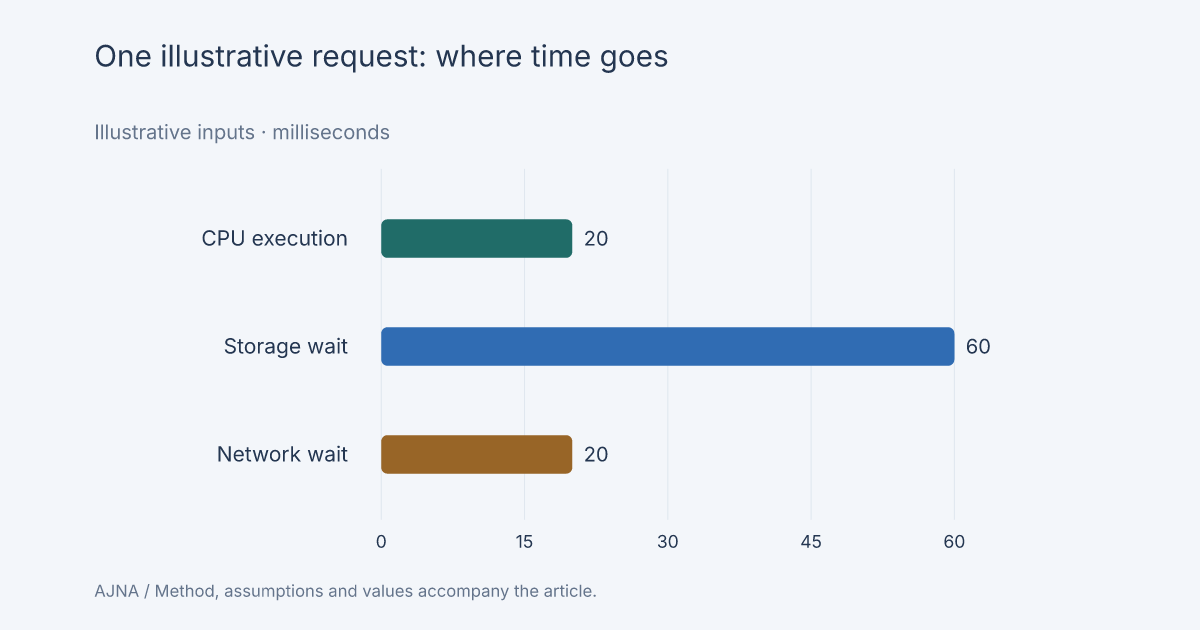 One illustrative request: where time goes
Illustrative inputs · milliseconds
CPU execution 20
Storage wait 60
Network wait 20
0 15 30 45 60
AJNA / Method, assumptions and values accompany the article.